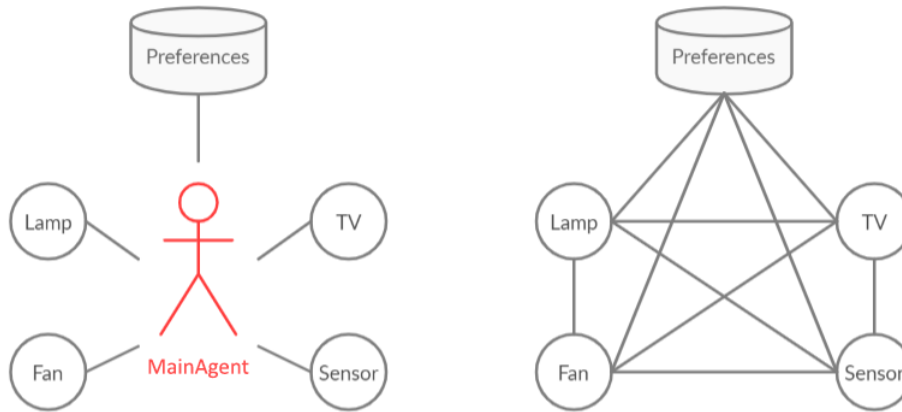 Preferences
Preferences
Lamp
TV
Lamp
TV
Fan
MainAgent
Sensor
Fan
Sensor